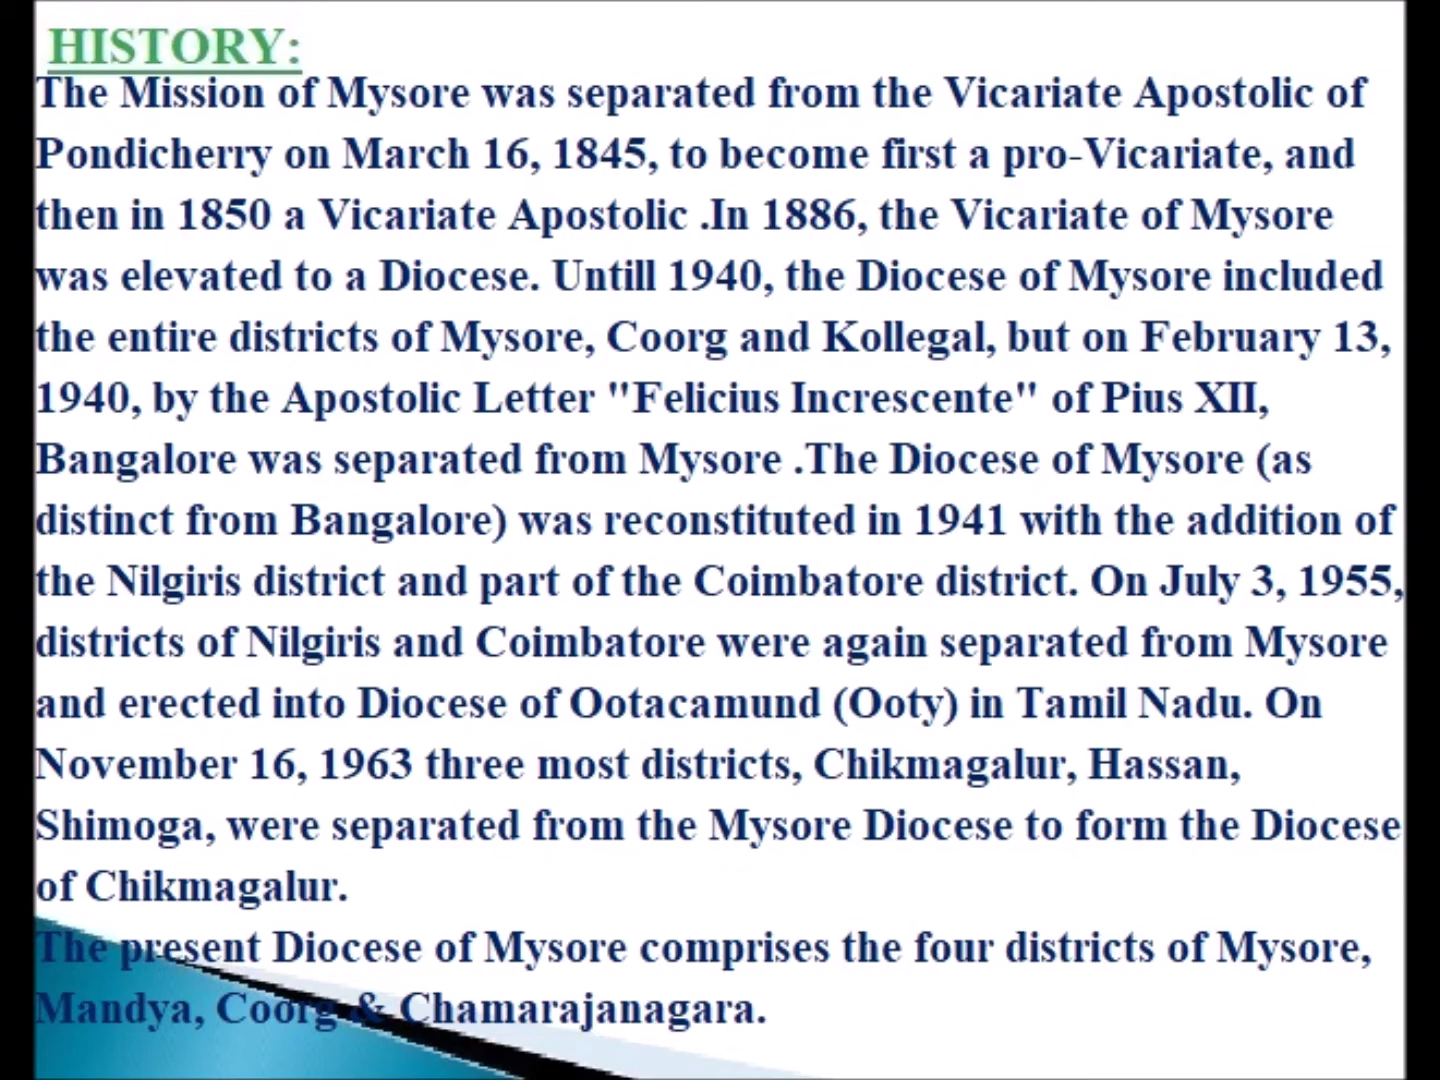 HISTORY:
The Mission of Mysore was separated from the Vicariate Apostolic of
Pondicherry on March 16, 1845, to become first a pro-Vicariate, and
then in 1850 a Vicariate Apostolic .In 1886, the Vicariate of Mysore
was elevated to a Diocese. Untill 1940, the Diocese of Mysore included
the entire districts of Mysore, Coorg and Kollegal, but on February 13,
1940, by the Apostolic Letter "Felicius Increscente" of Pius XII,
Bangalore was separated from Mysore .The Diocese of Mysore (as
distinct from Bangalore) was reconstituted in 1941 with the addition of
the Nilgiris district and part of the Coimbatore district. On July 3, 1955,
districts of Nilgiris and Coimbatore were again separated from Mysore
and erected into Diocese of Ootacamund (Ooty) in Tamil Nadu. On
November 16, 1963 three most districts, Chikmagalur, Hassan,
Shimoga, were separated from the Mysore Diocese to form the Diocese
of Chikmagalur.
The present Diocese of Mysore comprises the four districts of Mysore,
Mandya, Coorg & Chamarajanagara.